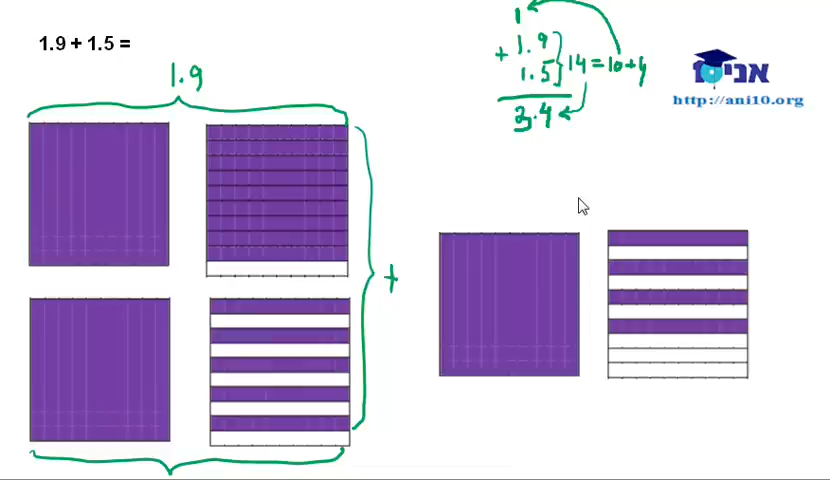 1.9 + 1.5 =
1.9
1
+ 1.9
1.5 } 14 = 10 + 4
3.4
אני10
http://ani10.org
+